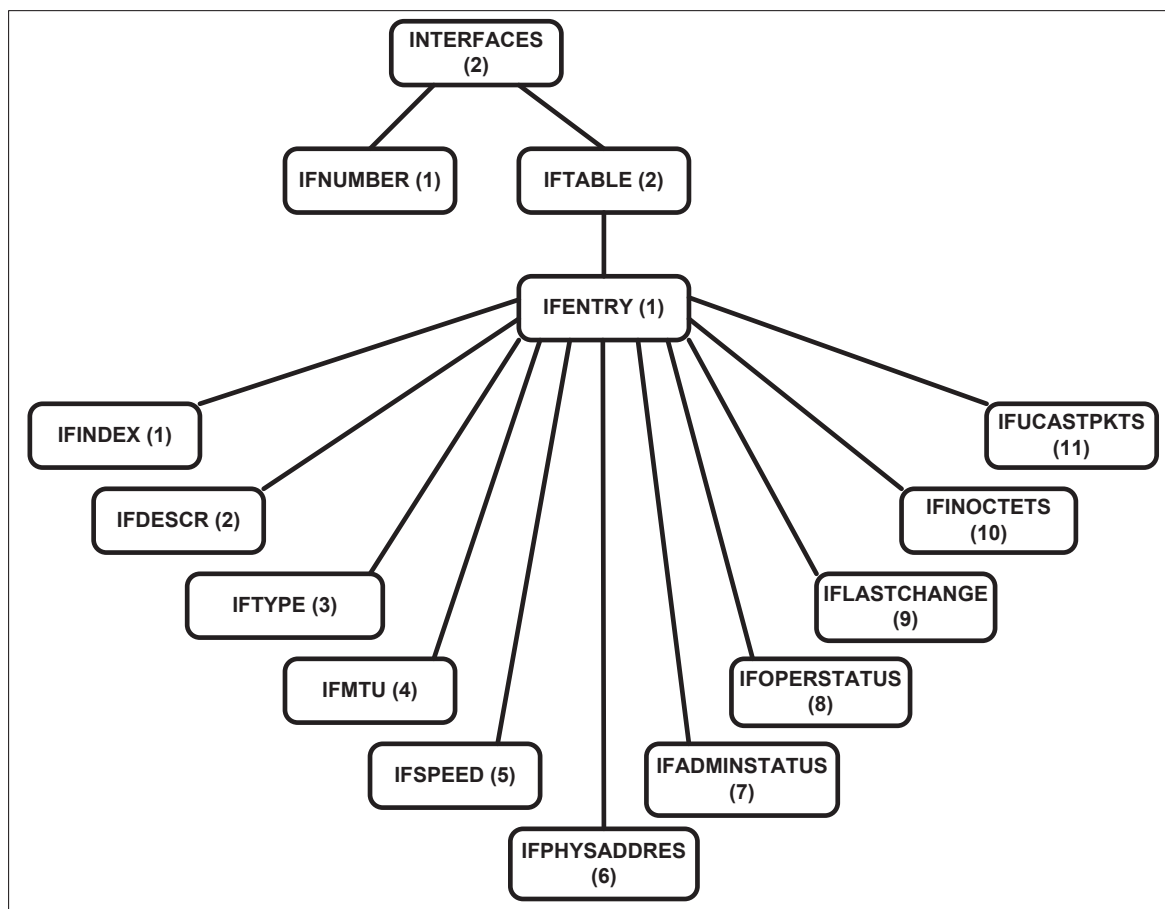 INTERFACES
(2)
IFNUMBER (1)
IFTABLE (2)
IFENTRY (1)
IFINDEX (1)
IFDESCR (2)
IFTYPE (3)
IFMTU (4)
IFSPEED (5)
IFPHYSADDRES
(6)
IFADMINSTATUS
(7)
IFOPERSTATUS
(8)
IFLASTCHANGE
(9)
IFINOCTETS
(10)
IFUCASTPKTS
(11)